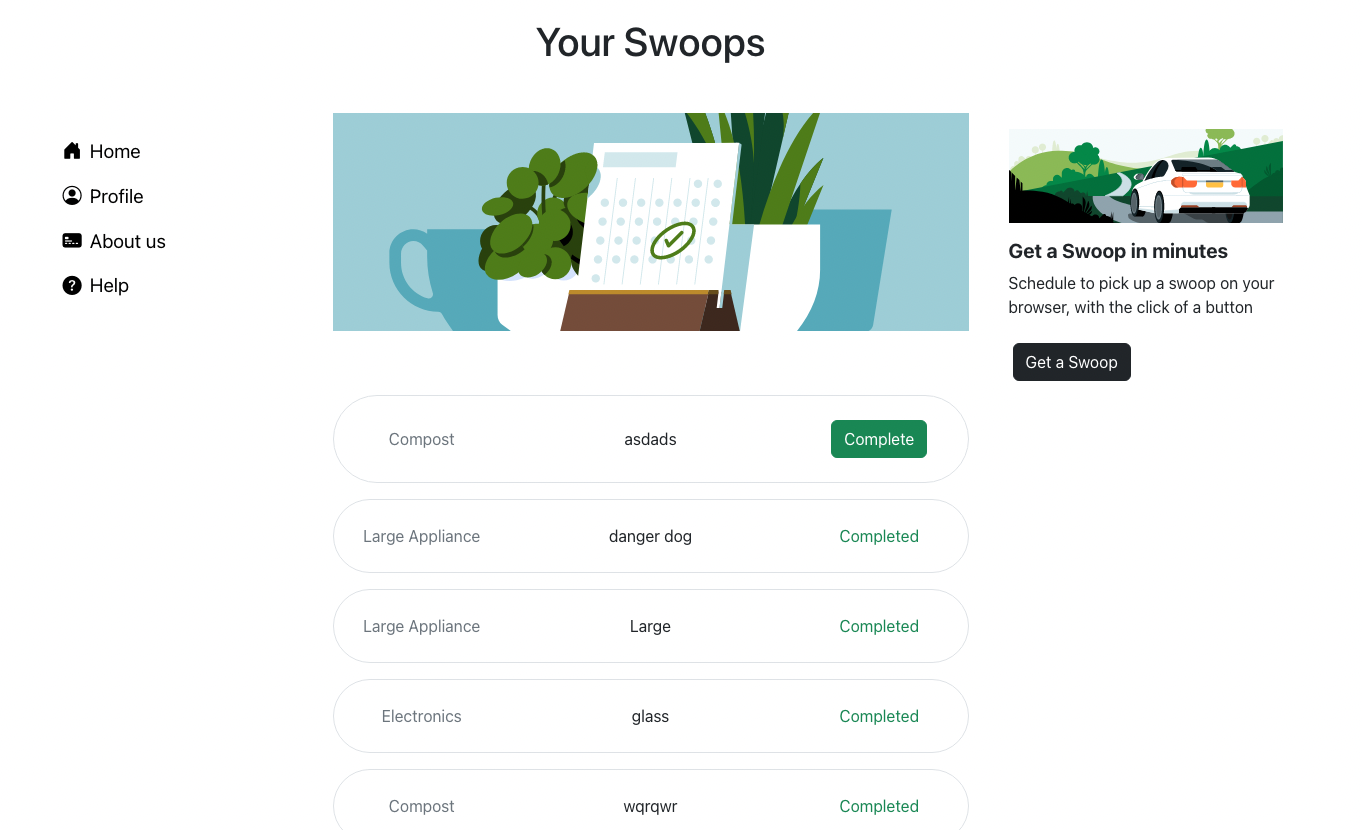 Your Swoops
Home
Profile
About us
Help
Get a Swoop in minutes
Schedule to pick up a swoop on your
browser, with the click of a button
Get a Swoop
Compost asdads Complete
Large Appliance danger dog Completed
Large Appliance Large Completed
Electronics glass Completed
Compost wqrqwr Completed